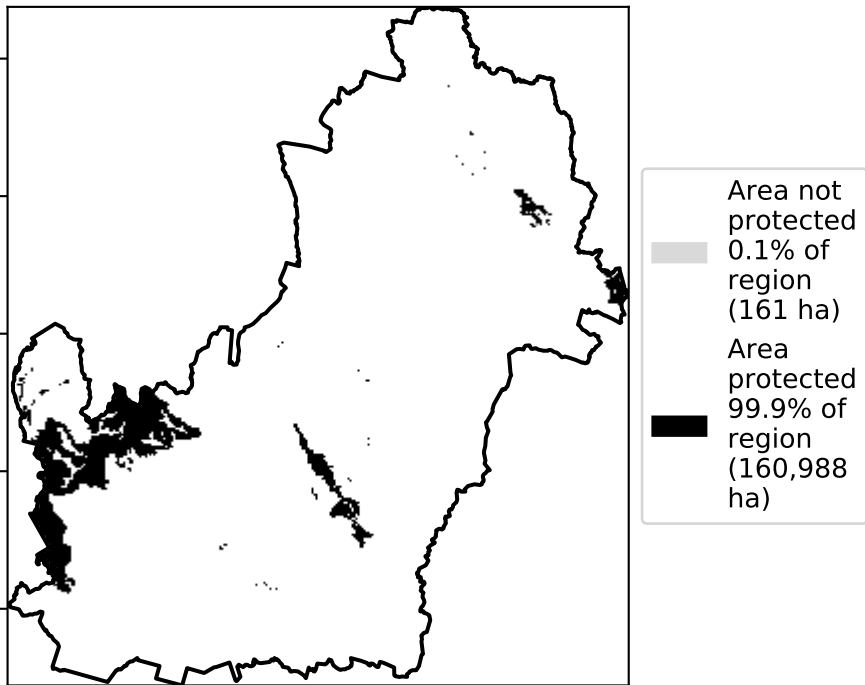 Area not
protected
0.1% of
region
(161 ha)
Area
protected
99.9% of
region
(160,988
ha)